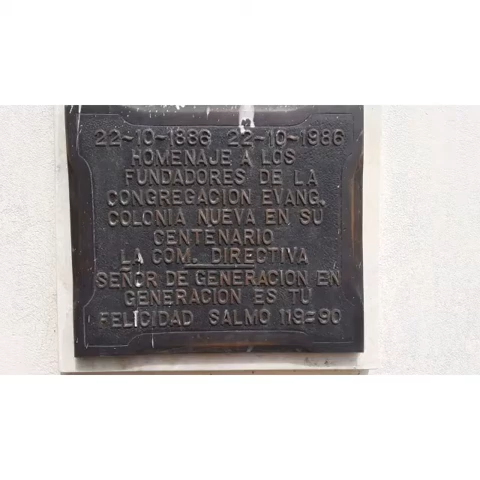 22-10-1886 22-10-1986
HOMENAJE A LOS
FUNDADORES DE LA
CONGREGACION EVANG.
COLONIA NUEVA EN SU
CENTENARIO
LA COM. DIRECTIVA
SEÑOR DE GENERACION EN
GENERACION ES TU
FELICIDAD SALMO 119=90